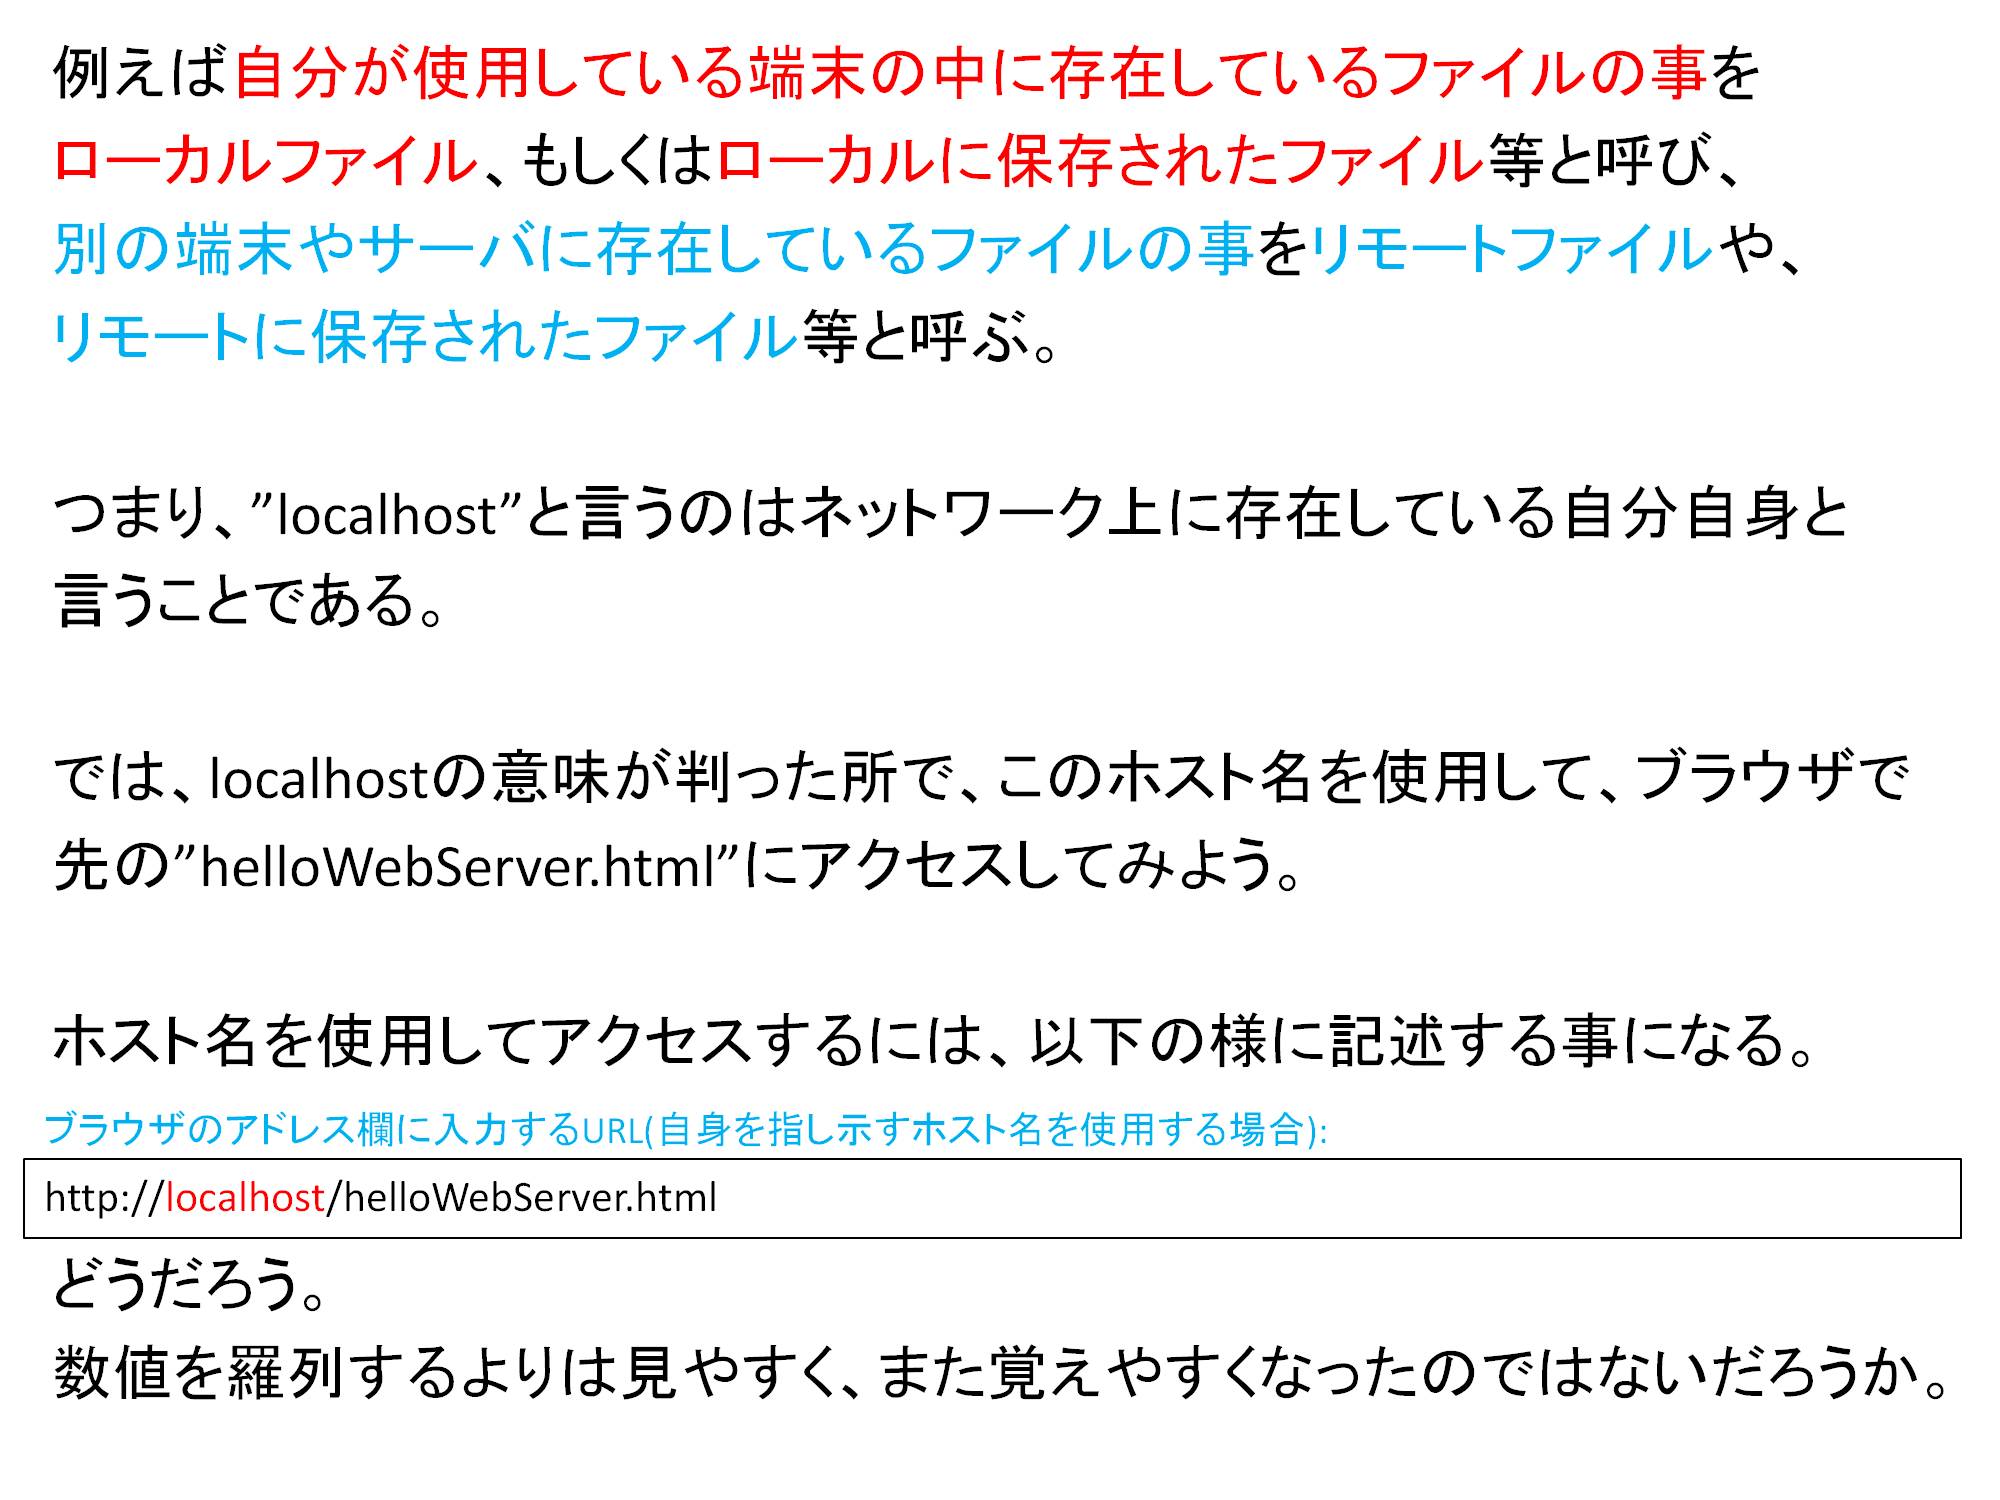 例えば自分が使用している端末の中に存在しているファイルの事を
ローカルファイル、もしくはローカルに保存されたファイル等と呼び、
別の端末やサーバに存在しているファイルの事をリモートファイルや、
リモートに保存されたファイル等と呼ぶ。
つまり、”localhost”と言うのはネットワーク上に存在している自分自身と
言うことである。
では、localhostの意味が判った所で、このホスト名を使用して、ブラウザで
先の”helloWebServer.html”にアクセスしてみよう。
ホスト名を使用してアクセスするには、以下の様に記述する事になる。
ブラウザのアドレス欄に入力するURL(自身を指し示すホスト名を使用する場合):
http://localhost/helloWebServer.html
どうだろう。
数値を羅列するよりは見やすく、また覚えやすくなったのではないだろうか。